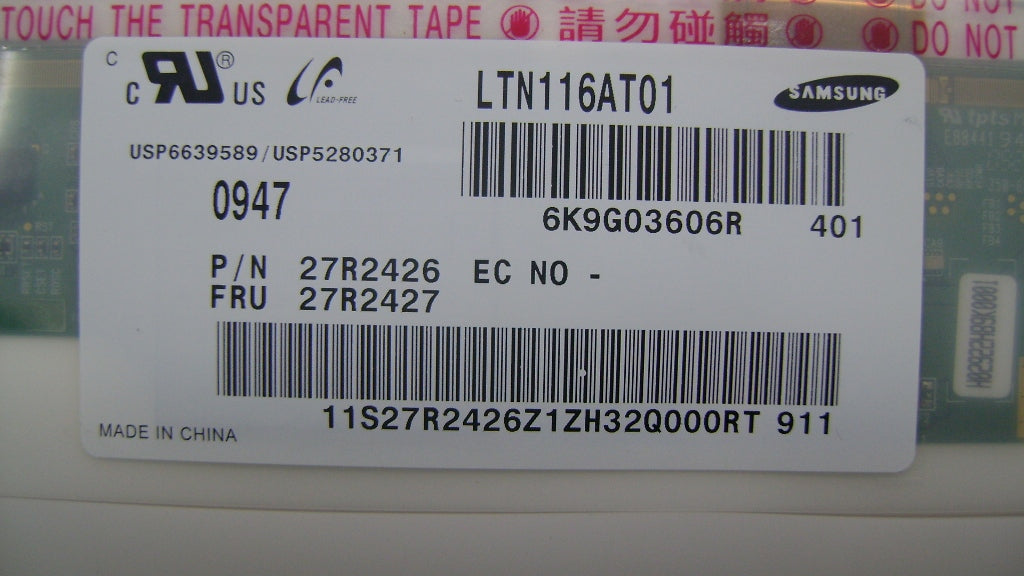 TOUCH THE TRANSPARENT TAPE 請勿碰觸 DO NOT
DO NOT
C
C RU® US LEAD-FREE
LTN116AT01
SAMSUNG
USP6639589/USP5280371
0947
6K9G03606R 401
P/N 27R2426 EC NO -
FRU 27R2427
11S27R2426Z1ZH32Q000RT 911
MADE IN CHINA